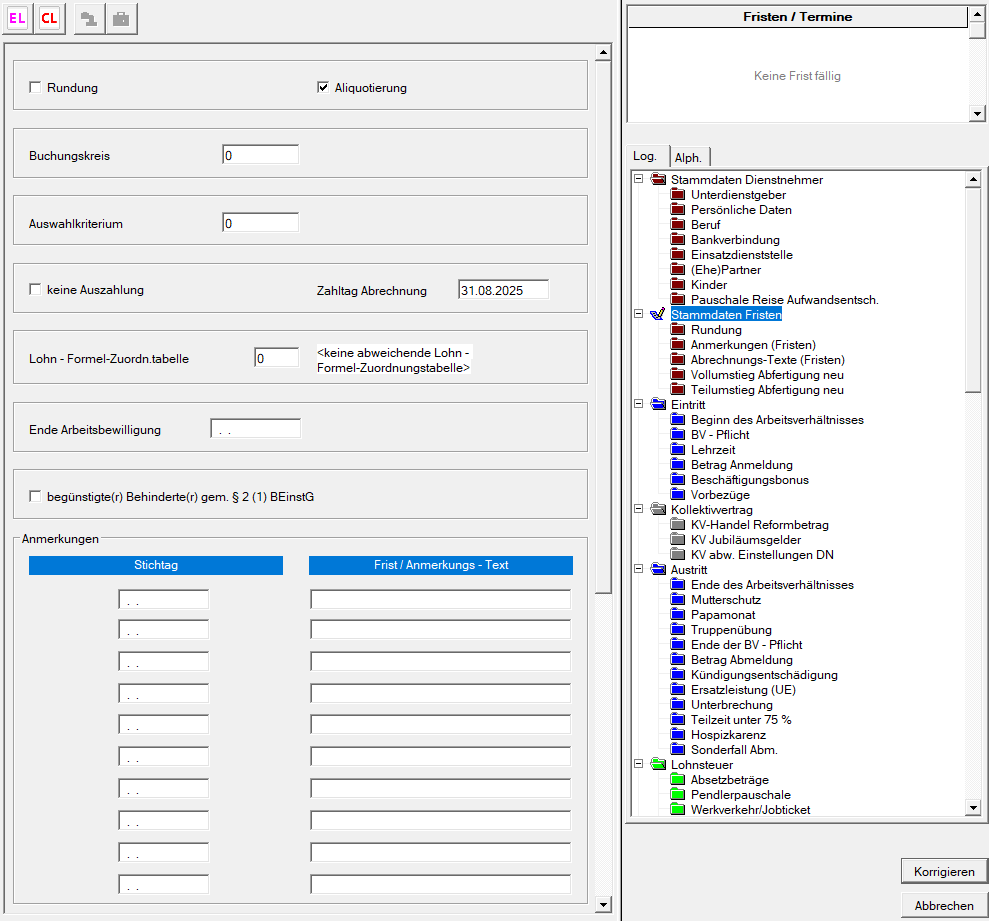 EL CL
Rundung Aliquotierung
Buchungskreis 0
Auswahlkriterium 0
keine Auszahlung Zahltag Abrechnung 31.08.2025
Lohn - Formel-Zuordn.tabelle 0 <keine abweichende Lohn -
Formel-Zuordnungstabelle>
Ende Arbeitsbewilligung . .
begünstigte(r) Behinderte(r) gem. § 2 (1) BEinstG
Anmerkungen
Stichtag Frist / Anmerkungs - Text
. .
. .
. .
. .
. .
. .
. .
. .
. .
. .
Fristen / Termine
Keine Frist fällig
Log. Alph.
Stammdaten Dienstnehmer
Unterdienstgeber
Persönliche Daten
Beruf
Bankverbindung
Einsatzdienststelle
(Ehe)Partner
Kinder
Pauschale Reise Aufwandsentsch.
Stammdaten Fristen
Rundung
Anmerkungen (Fristen)
Abrechnungs-Texte (Fristen)
Vollumstieg Abfertigung neu
Teilumstieg Abfertigung neu
Eintritt
Beginn des Arbeitsverhältnisses
BV - Pflicht
Lehrzeit
Betrag Anmeldung
Beschäftigungsbonus
Vorbezüge
Kollektivvertrag
KV-Handel Reformbetrag
KV Jubiläumsgelder
KV abw. Einstellungen DN
Austritt
Ende des Arbeitsverhältnisses
Mutterschutz
Papamonat
Truppenübung
Ende der BV - Pflicht
Betrag Abmeldung
Kündigungsentschädigung
Ersatzleistung (UE)
Unterbrechung
Teilzeit unter 75 %
Hospizkarenz
Sonderfall Abm.
Lohnsteuer
Absetzbeträge
Pendlerpauschale
Werkverkehr/Jobticket
Korrigieren
Abbrechen